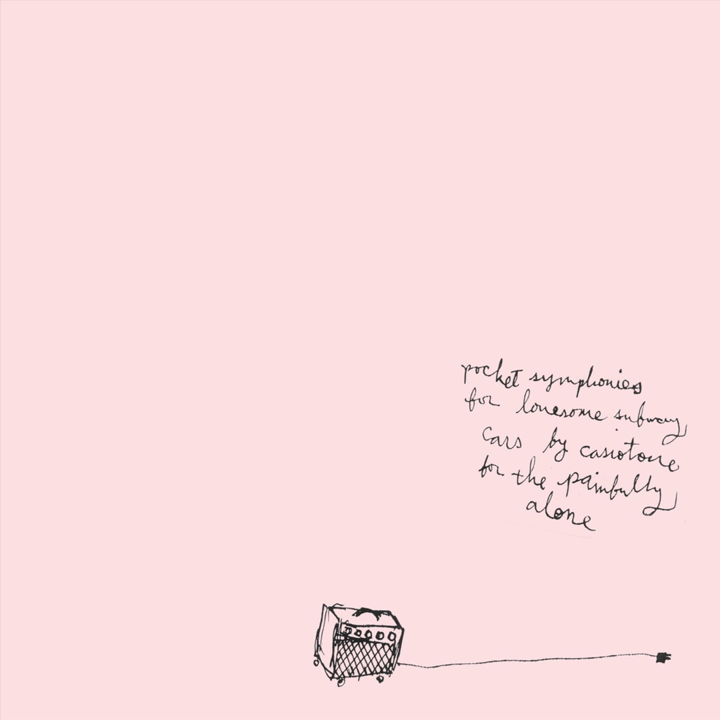 pocket symphonies
for lonesome subway
cars by casiotone
for the painfully
alone